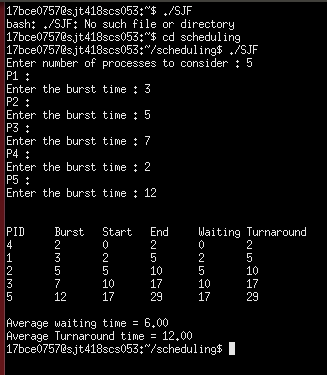 17bce0757@sjt418scs053:~$ ./SJF
bash: ./SJF: No such file or directory
17bce0757@sjt418scs053:~$ cd scheduling
17bce0757@sjt418scs053:~/scheduling$ ./SJF
Enter number of processes to consider : 5
P1 :
Enter the burst time : 3
P2 :
Enter the burst time : 5
P3 :
Enter the burst time : 7
P4 :
Enter the burst time : 2
P5 :
Enter the burst time : 12
PID Burst Start End Waiting Turnaround
4 2 0 2 0 2
1 3 2 5 2 5
2 5 5 10 5 10
3 7 10 17 10 17
5 12 17 29 17 29
Average waiting time = 6.00
Average Turnaround time = 12.00
17bce0757@sjt418scs053:~/scheduling$